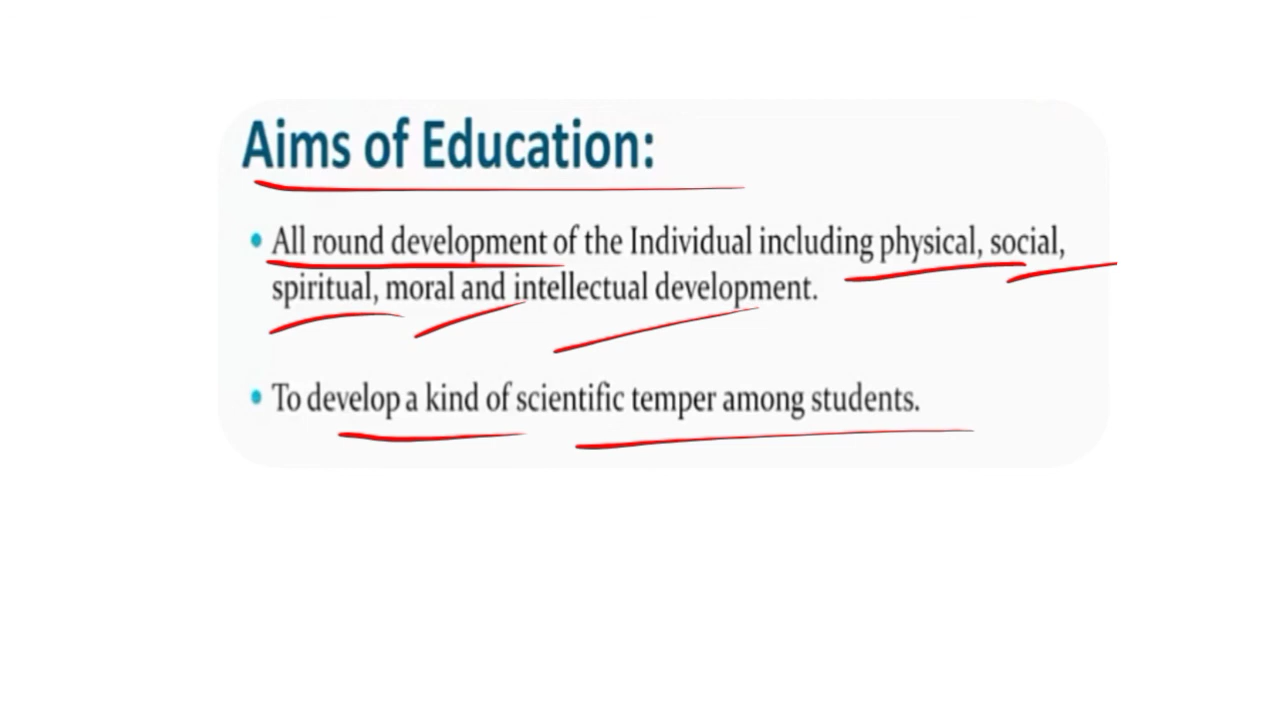 Aims of Education:
• All round development of the Individual including physical, social,
spiritual, moral and intellectual development.
• To develop a kind of scientific temper among students.